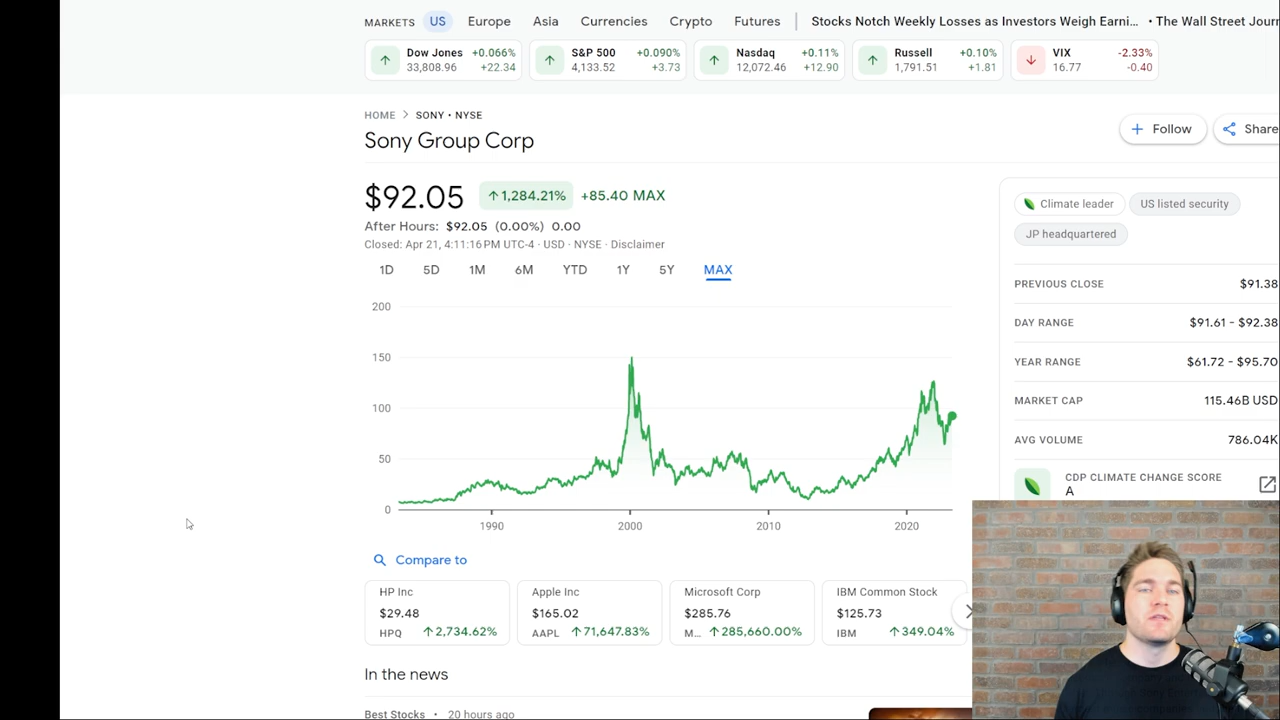 MARKETS US Europe Asia Currencies Crypto Futures Stocks Notch Weekly Losses as Investors Weigh Earni... • The Wall Street Jour
Dow Jones +0.066% S&P 500 +0.090% Nasdaq +0.11% Russell +0.10% VIX -2.33%
33,808.96 +22.34 4,133.52 +3.73 12,072.46 +12.90 1,791.51 +1.81 16.77 -0.40
HOME > SONY • NYSE
Sony Group Corp
+ Follow Share
$92.05 ↑1,284.21% +85.40 MAX
After Hours: $92.05 (0.00%) 0.00
Closed: Apr 21, 4:11:16 PM UTC-4 · USD · NYSE · Disclaimer
1D 5D 1M 6M YTD 1Y 5Y MAX
200
150
100
50
0
1990 2000 2010 2020
Climate leader US listed security
JP headquartered
PREVIOUS CLOSE $91.38
DAY RANGE $91.61 - $92.38
YEAR RANGE $61.72 - $95.70
MARKET CAP 115.46B USD
AVG VOLUME 786.04K
CDP CLIMATE CHANGE SCORE
A
Compare to
HP Inc Apple Inc Microsoft Corp IBM Common Stock
$29.48 $165.02 $285.76 $125.73
HPQ ↑2,734.62% AAPL ↑71,647.83% M... ↑285,660.00% IBM ↑349.04%
In the news
Best Stocks • 20 hours ago